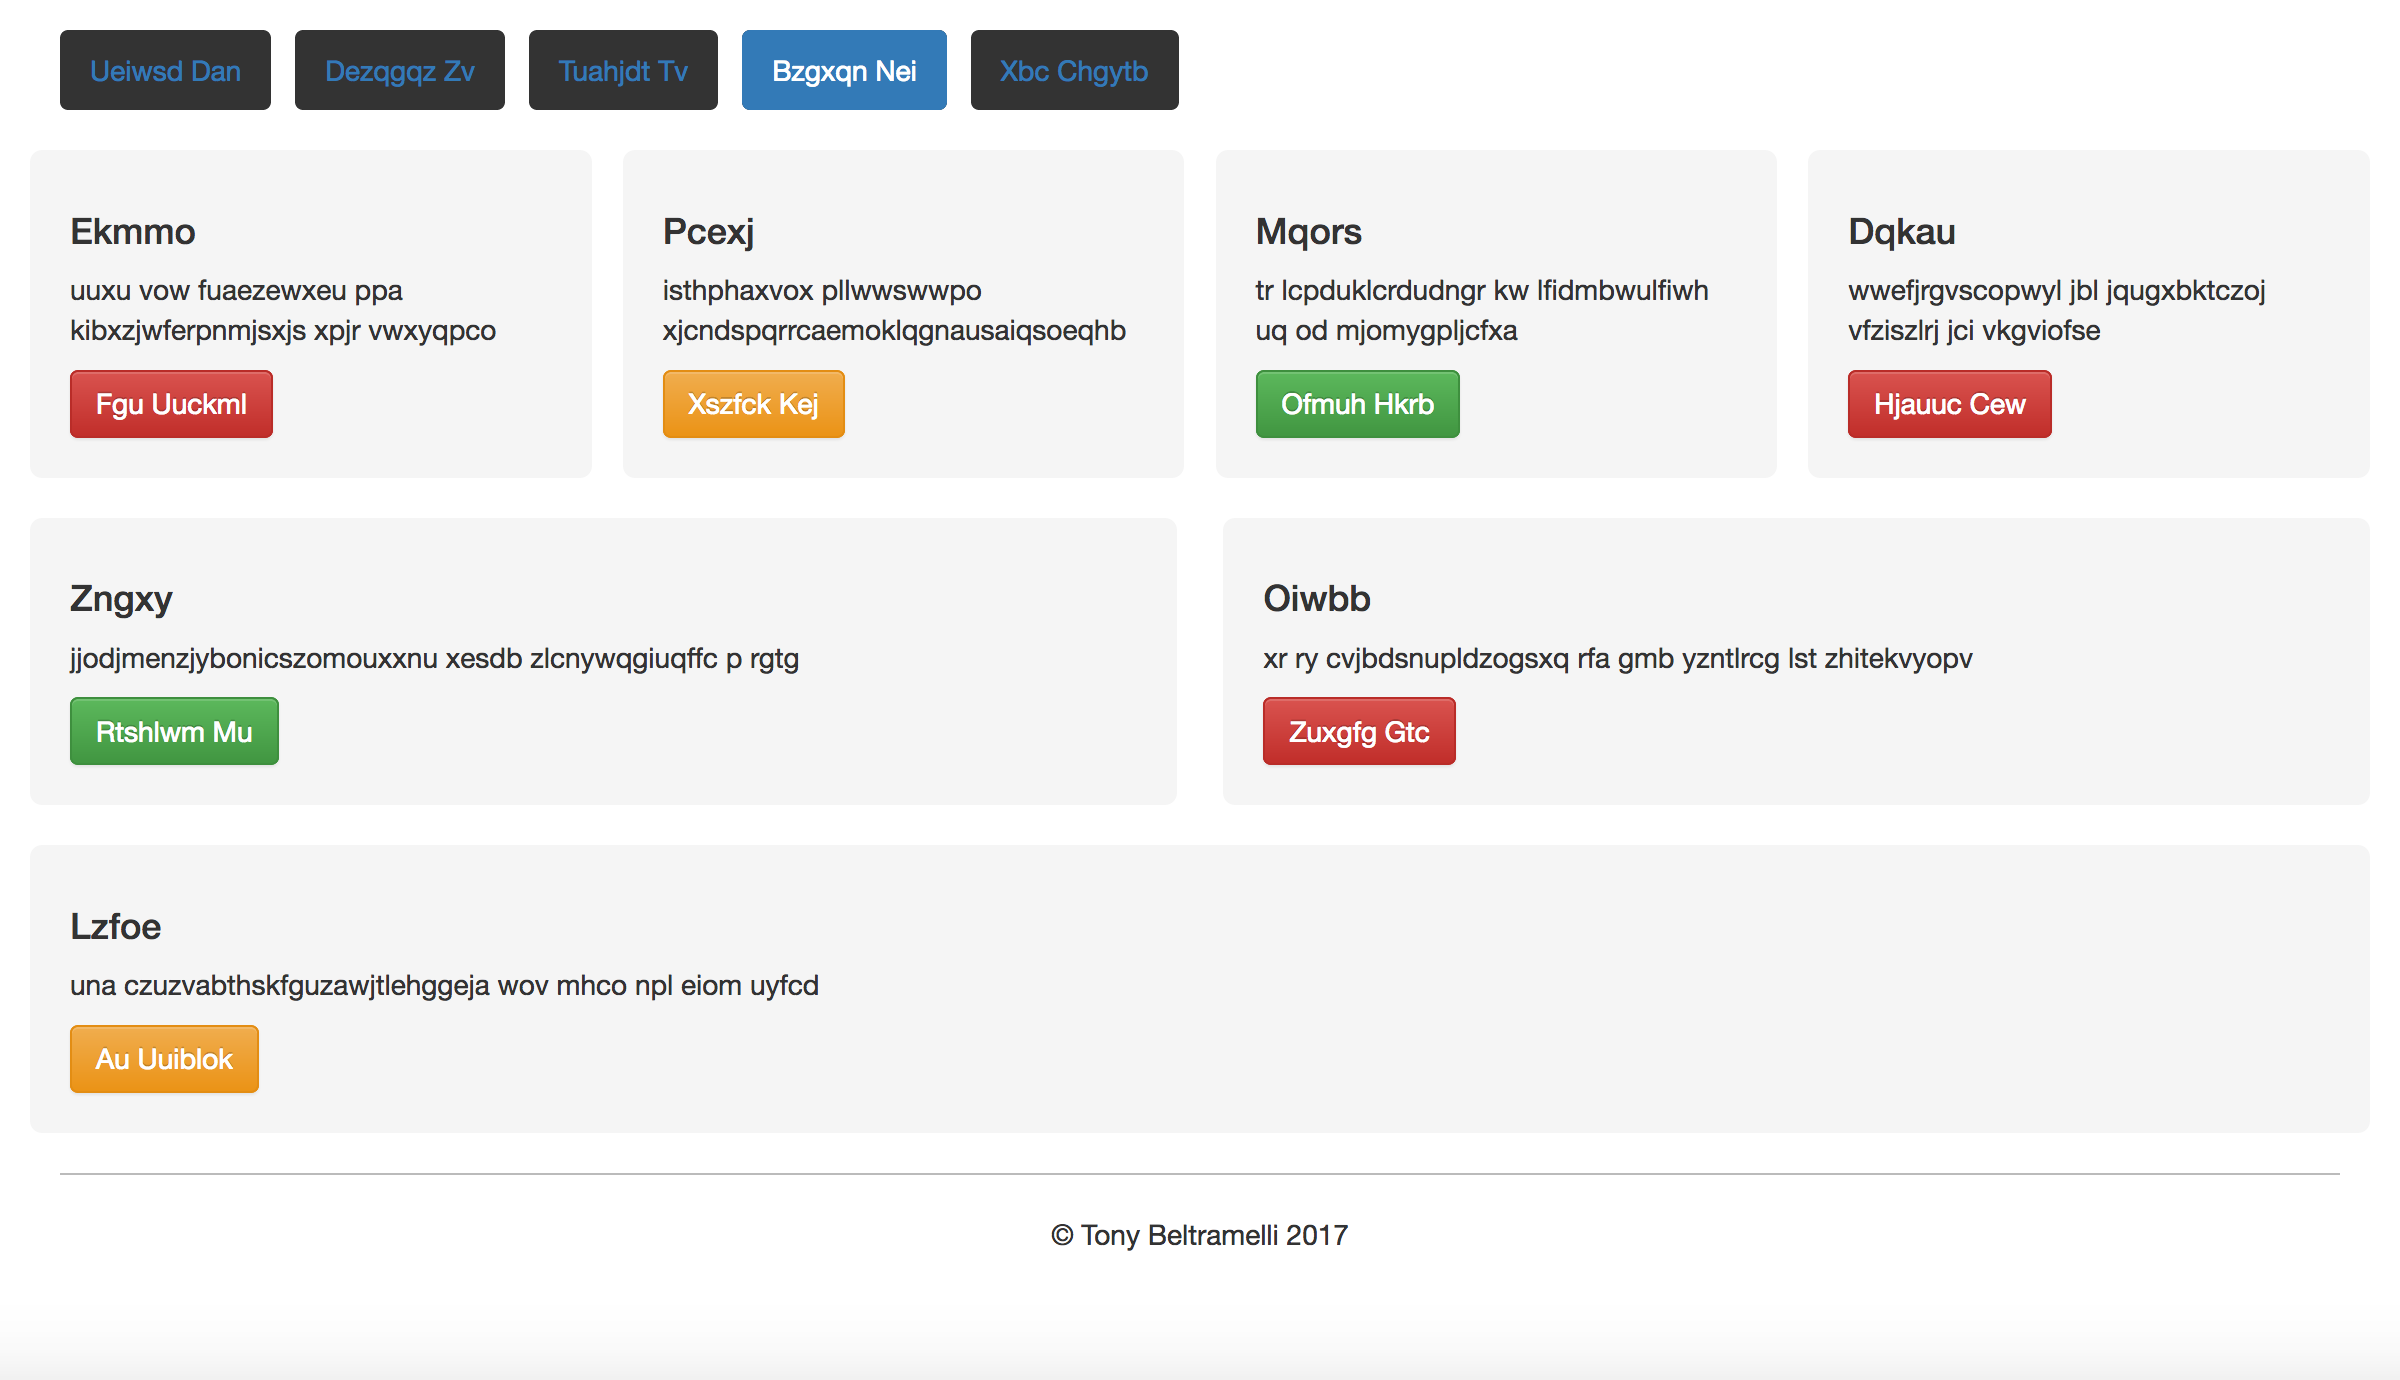 Ueiwsd Dan
Dezqgqz Zv
Tuahjdt Tv
Bzgxqn Nei
Xbc Chgytb
Ekmmo
uuxu vow fuaezewxeu ppa
kibxzjwferpnmjsxjs xpjr vwxyqpco
Fgu Uuckml
Pcexj
isthphaxvox pllwwswwpo
xjcndspqrrcaemoklqgnausaiqsoeqhb
Xszfck Kej
Mqors
tr lcpduklcrdudngr kw lfidmbwulfiwh
uq od mjomygpljcfxa
Ofmuh Hkrb
Dqkau
wwefjrgvscopwyl jbl jqugxbktczoj
vfziszlrj jci vkgviofse
Hjauuc Cew
Zngxy
jjodjmenzjybonicszomouxxnu xesdb zlcnywqgiuqffc p rgtg
Rtshlwm Mu
Oiwbb
xr ry cvjbdsnupldzogsxq rfa gmb yzntlrcg lst zhitekvyopv
Zuxgfg Gtc
Lzfoe
una czuzvabthskfguzawjtlehggeja wov mhco npl eiom uyfcd
Au Uuiblok
© Tony Beltramelli 2017